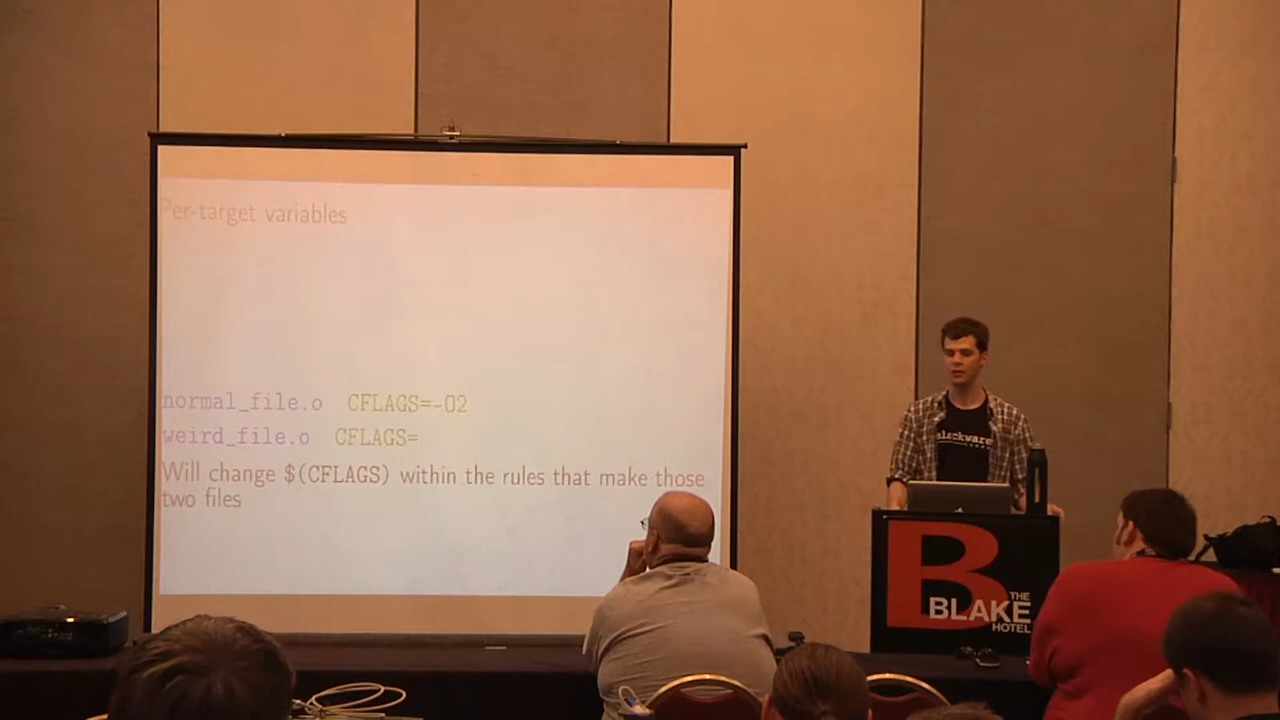 Per-target variables
normal_file.o CFLAGS=-O2
weird_file.o CFLAGS=
Will change $(CFLAGS) within the rules that make those
two files
B
THE
BLAKE
HOTEL